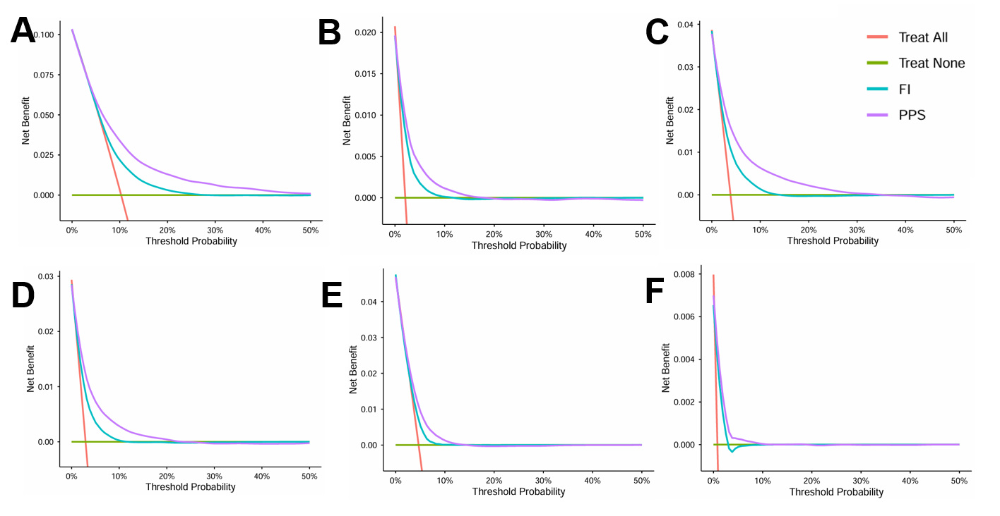 A
0.100
0.075
0.050
0.025
0.000
Net Benefit
0% 10% 20% 30% 40% 50%
Threshold Probability
B
0.020
0.015
0.010
0.005
0.000
Net Benefit
0% 10% 20% 30% 40% 50%
Threshold Probability
C
0.04
0.03
0.02
0.01
0.00
Net Benefit
0% 10% 20% 30% 40% 50%
Threshold Probability
Treat All
Treat None
FI
PPS
D
0.03
0.02
0.01
0.00
Net Benefit
0% 10% 20% 30% 40% 50%
Threshold Probability
E
0.04
0.03
0.02
0.01
0.00
Net Benefit
0% 10% 20% 30% 40% 50%
Threshold Probability
F
0.008
0.006
0.004
0.002
0.000
Net Benefit
0% 10% 20% 30% 40% 50%
Threshold Probability